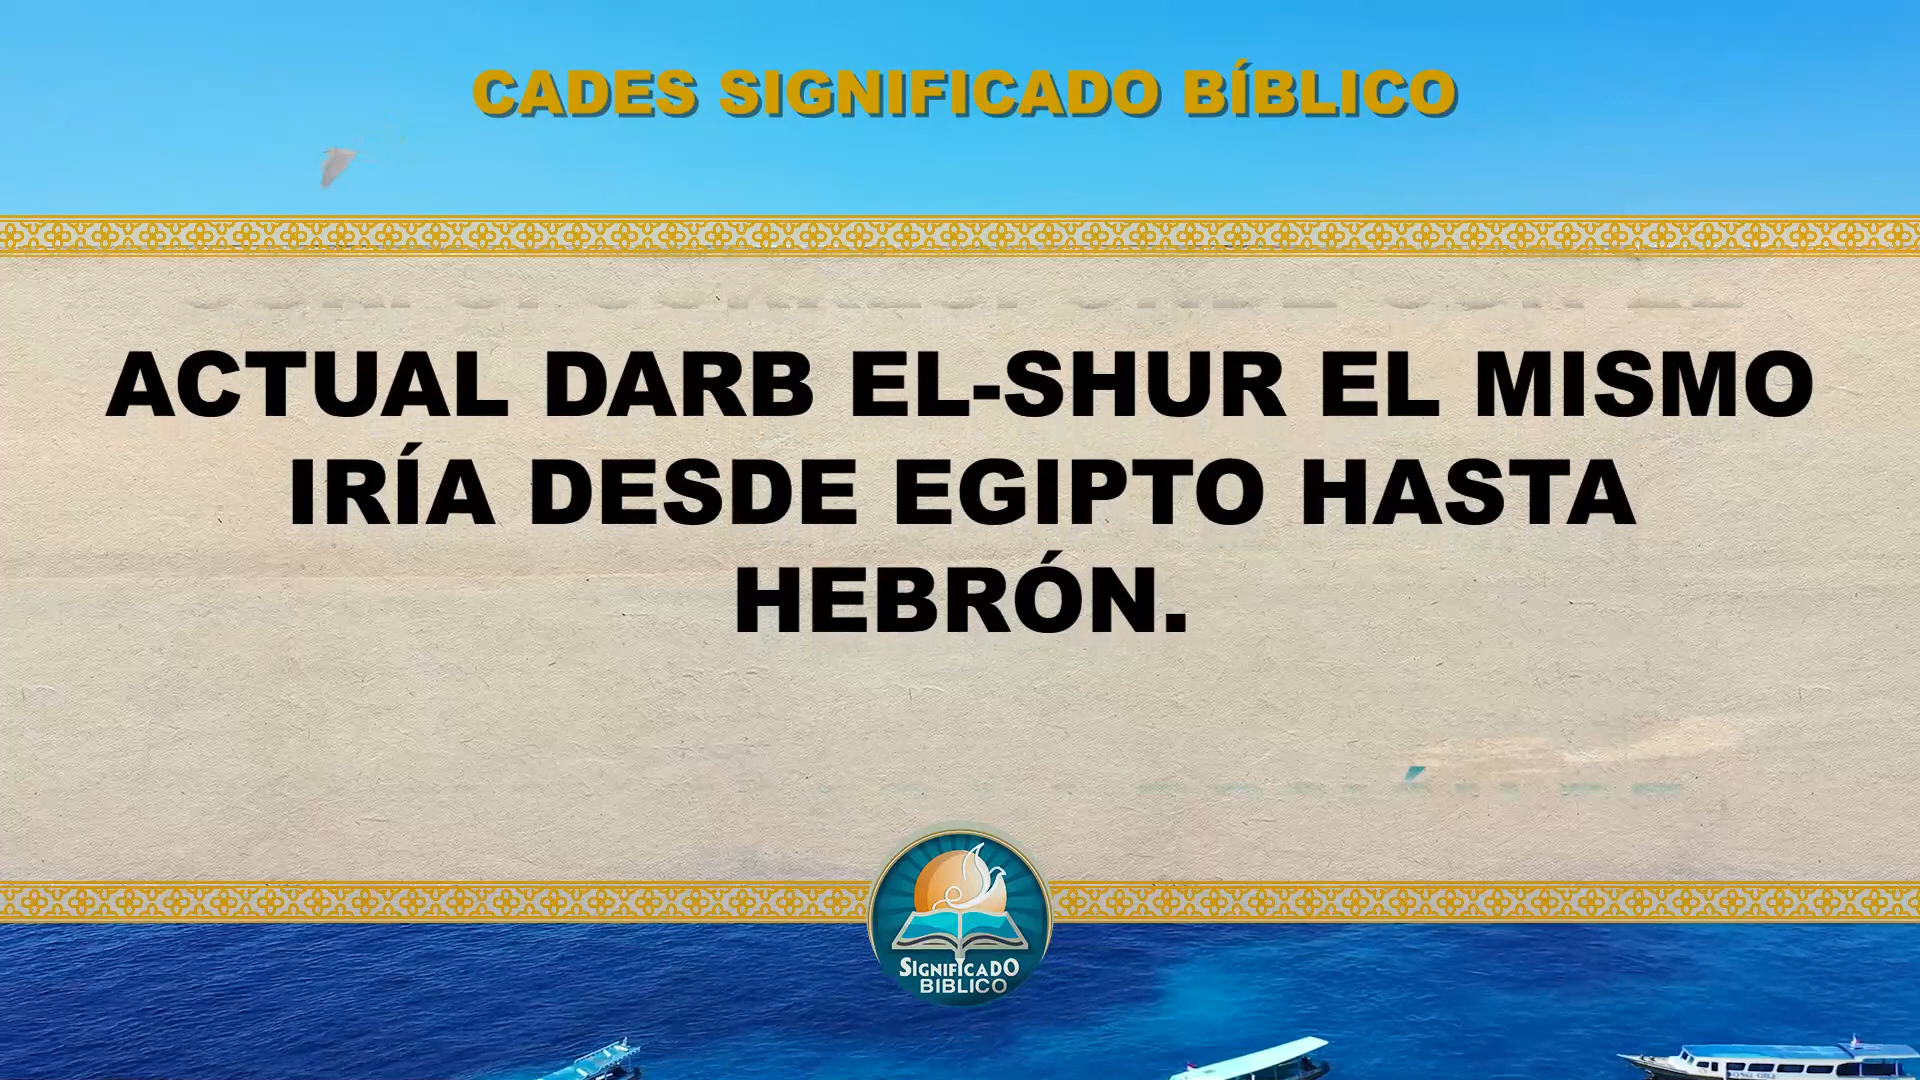 CADES SIGNIFICADO BÍBLICO
ACTUAL DARB EL-SHUR EL MISMO
IRÍA DESDE EGIPTO HASTA
HEBRÓN.
SIGNIFICADO
BIBLICO